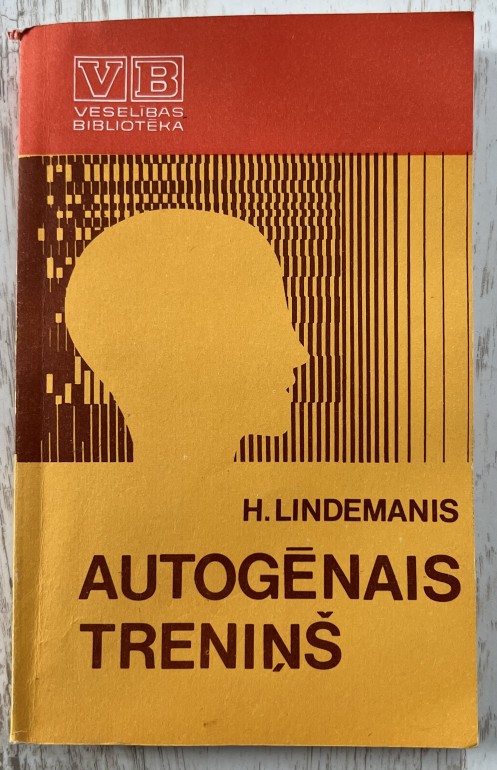 VB
VESELĪBAS
BIBLIOTĒKA
H. LINDEMANIS
AUTOGĒNAIS
TRENIŅŠ